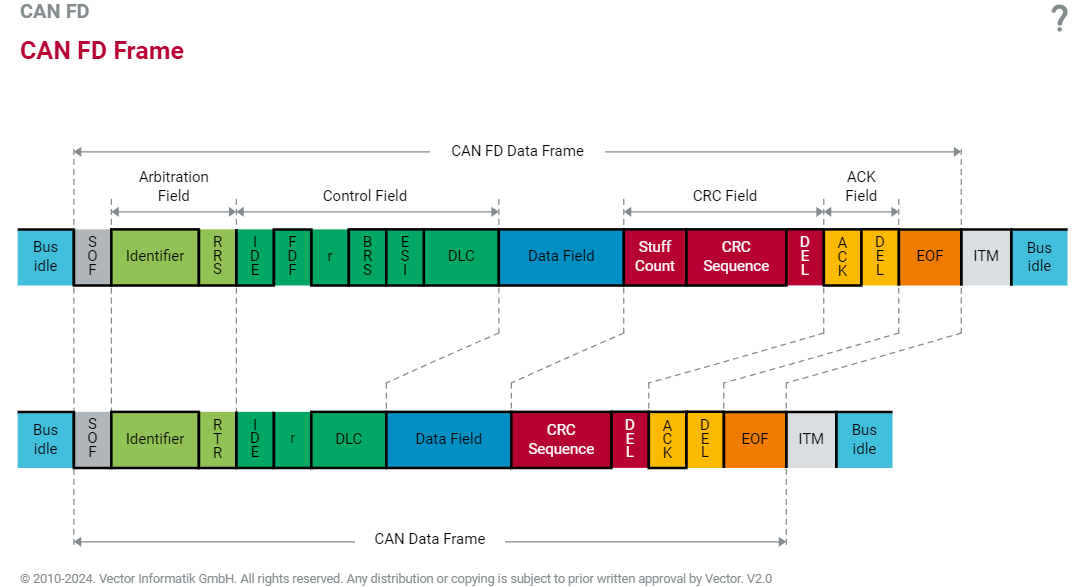 CAN FD
?
CAN FD Frame
CAN FD Data Frame
Arbitration
Field
Control Field
CRC Field
ACK
Field
Bus
idle
SOF
Identifier
RRS
IDE
FDF
r
BRS
ESI
DLC
Data Field
Stuff
Count
CRC
Sequence
DEL
ACK
DEL
EOF
ITM
Bus
idle
Bus
idle
SOF
Identifier
RTR
IDE
r
DLC
Data Field
CRC
Sequence
DEL
ACK
DEL
EOF
ITM
Bus
idle
CAN Data Frame
© 2010-2024. Vector Informatik GmbH. All rights reserved. Any distribution or copying is subject to prior written approval by Vector. V2.0